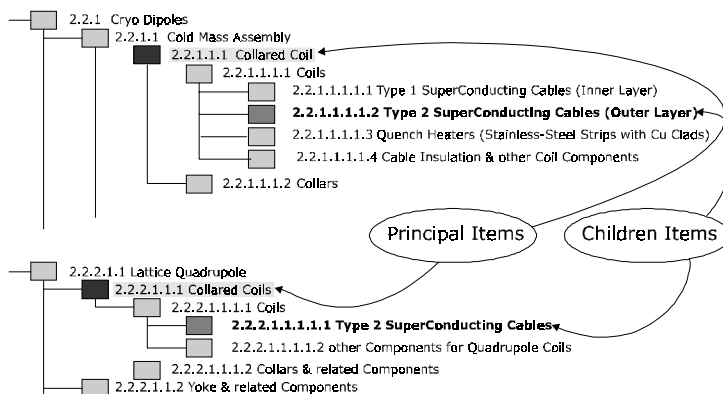 2.2.1 Cryo Dipoles
2.2.1.1 Cold Mass Assembly
2.2.1.1.1 Collared Coil
2.2.1.1.1.1 Coils
2.2.1.1.1.1.1 Type 1 SuperConducting Cables (Inner Layer)
2.2.1.1.1.1.2 Type 2 SuperConducting Cables (Outer Layer)
2.2.1.1.1.1.3 Quench Heaters (Stainless-Steel Strips with Cu Clads)
2.2.1.1.1.1.4 Cable Insulation & other Coil Components
2.2.1.1.1.2 Collars
Principal Items
Children Items
2.2.2.1.1 Lattice Quadrupole
2.2.2.1.1.1 Collared Coils
2.2.2.1.1.1.1 Coils
2.2.2.1.1.1.1.1 Type 2 SuperConducting Cables
2.2.2.1.1.1.1.2 other Components for Quadrupole Coils
2.2.2.1.1.1.2 Collars & related Components
2.2.2.1.1.2 Yoke & related Components